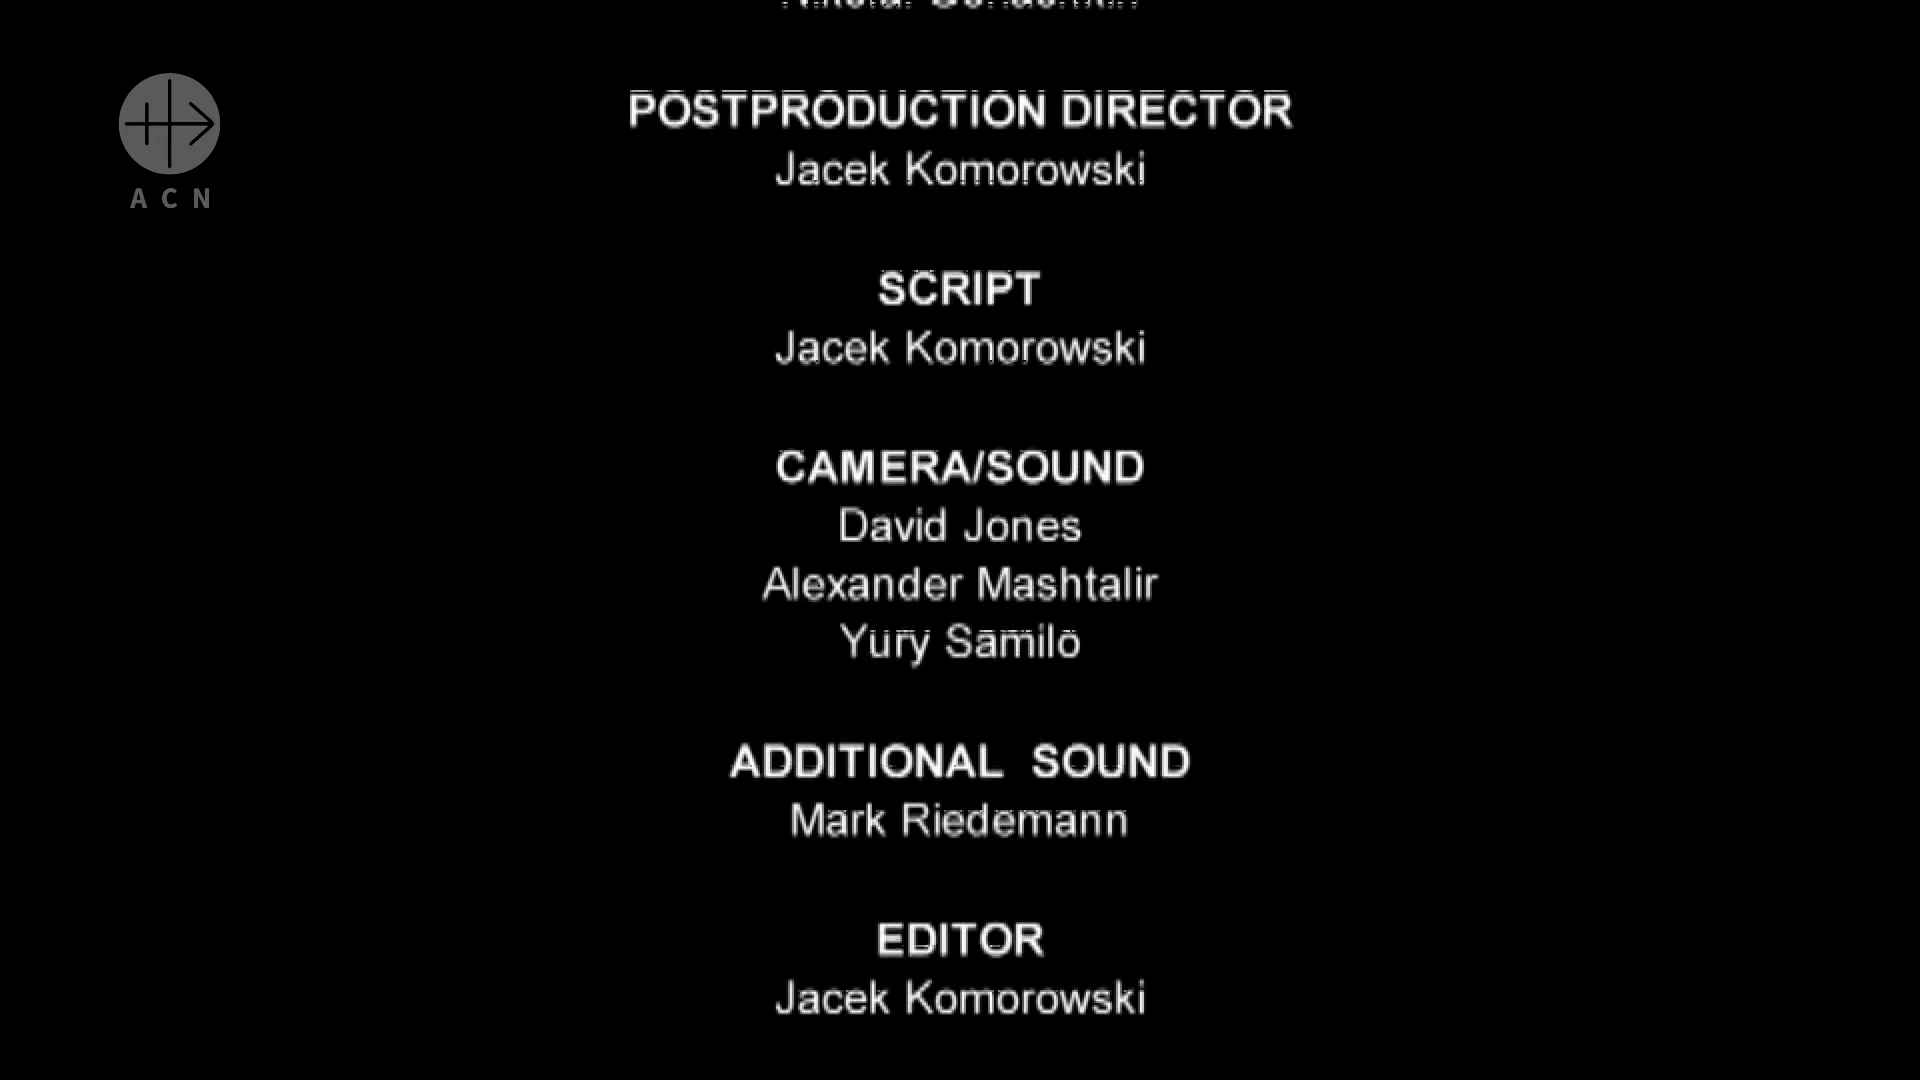 ACN
POSTPRODUCTION DIRECTOR
Jacek Komorowski
SCRIPT
Jacek Komorowski
CAMERA/SOUND
David Jones
Alexander Mashtalir
Yury Samilo
ADDITIONAL SOUND
Mark Riedemann
EDITOR
Jacek Komorowski